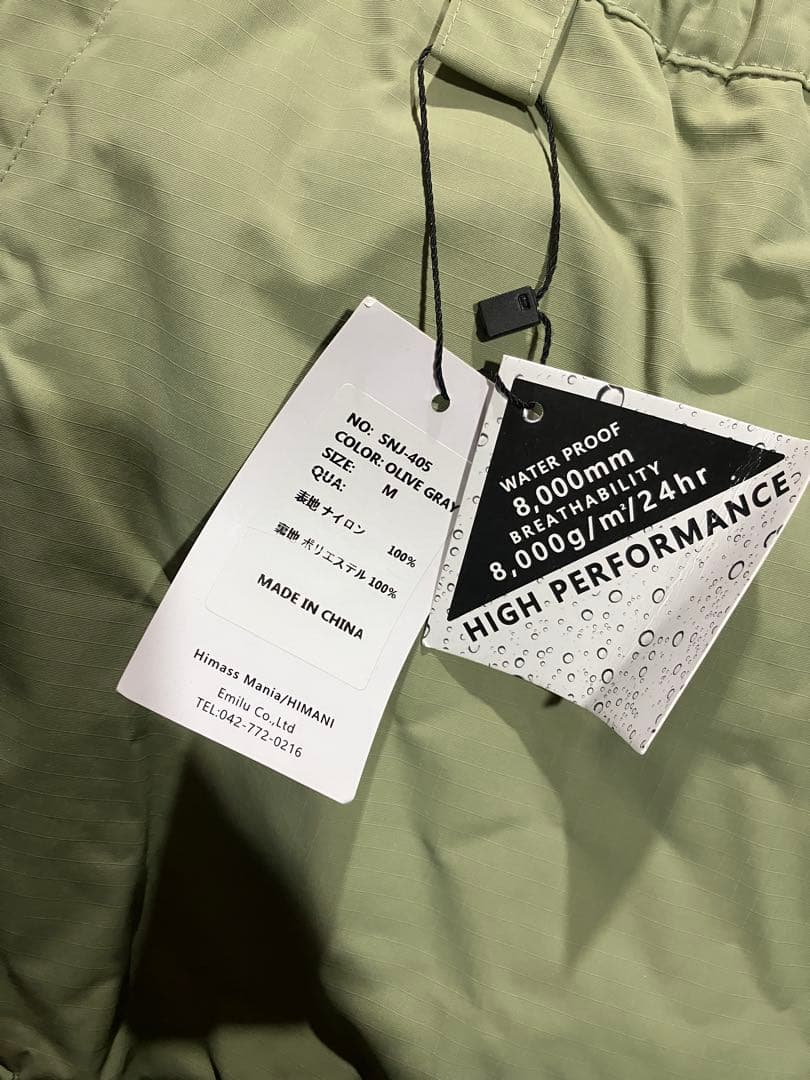 NO: SNJ-405
COLOR: OLIVE GRAY
SIZE: M
QUA:
表地 ナイロン 100%
裏地 ポリエステル 100%
MADE IN CHINA
Himass Mania/HIMANI
Emilu Co.,Ltd
TEL:042-772-0216
WATER PROOF
8,000mm
BREATHABILITY
8,000g/m²/24hr
HIGH PERFORMANCE